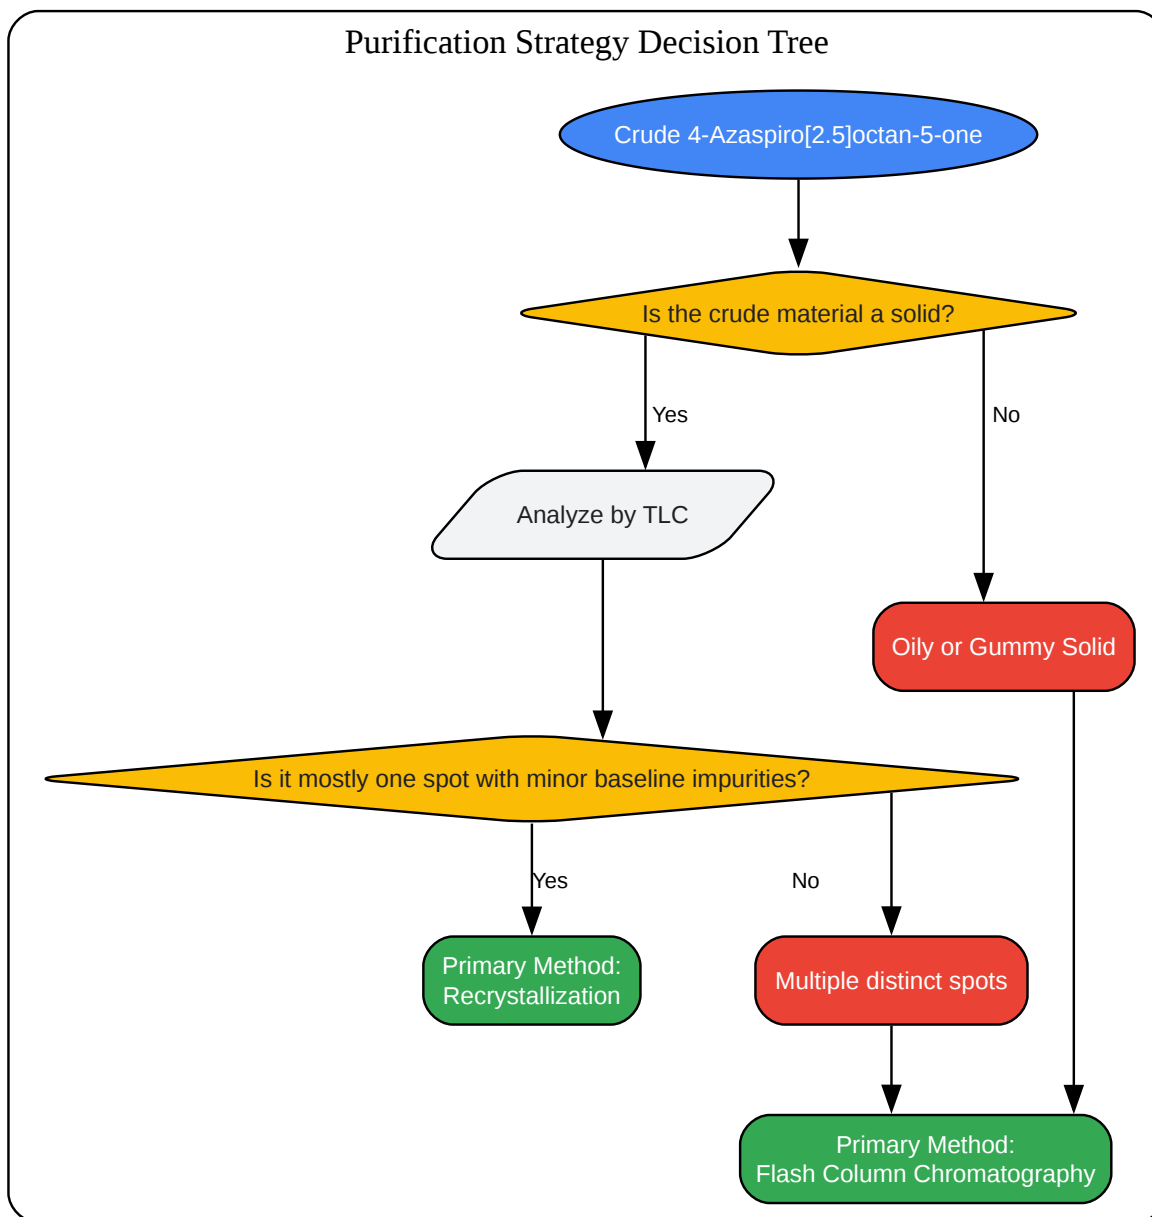 Purification Strategy Decision Tree
Crude 4-Azaspiro[2.5]octan-5-one
Is the crude material a solid?
Yes
No
Analyze by TLC
Oily or Gummy Solid
Is it mostly one spot with minor baseline impurities?
Yes
No
Primary Method:
Recrystallization
Multiple distinct spots
Primary Method:
Flash Column Chromatography